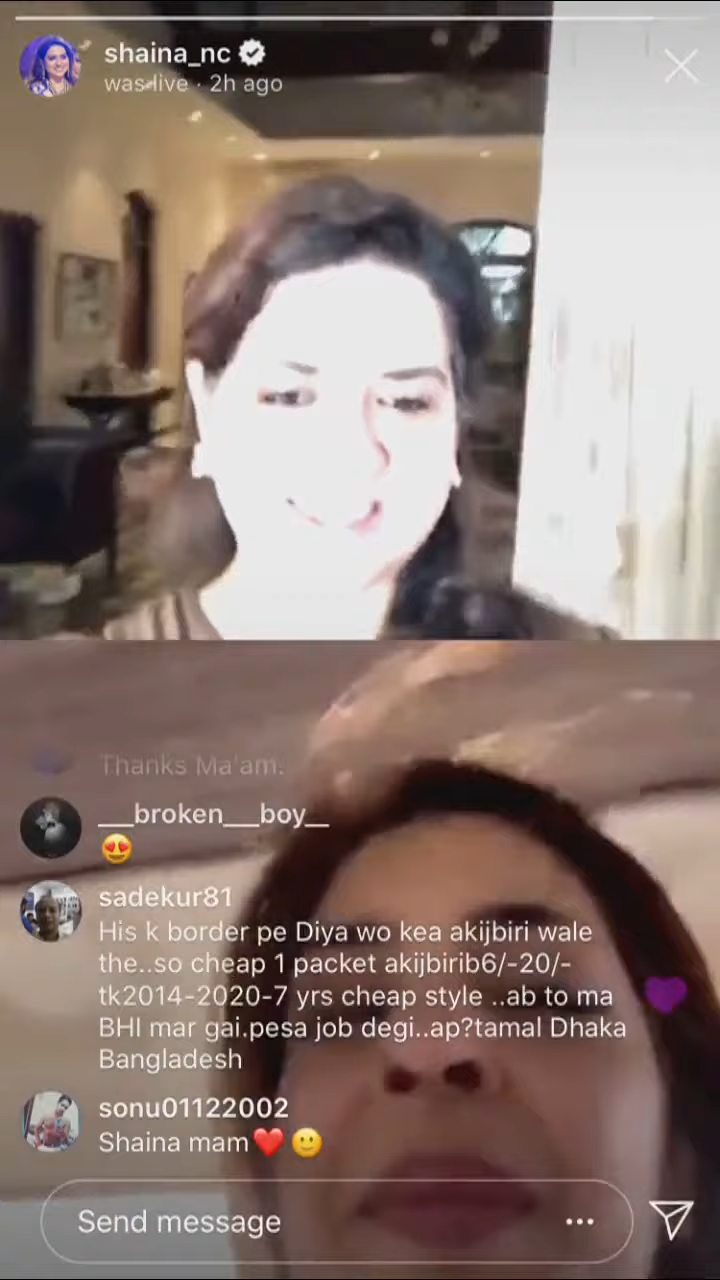 shaina_nc
was live · 2h ago
Thanks Ma'am.
___broken___boy__
😍
sadekur81
His k border pe Diya wo kea akijbiri wale
the..so cheap 1 packet akijbirib6/-20/-
tk2014-2020-7 yrs cheap style ..ab to ma
BHI mar gai.pesa job degi..ap?tamal Dhaka
Bangladesh
sonu01122002
Shaina mam❤️🙂
Send message